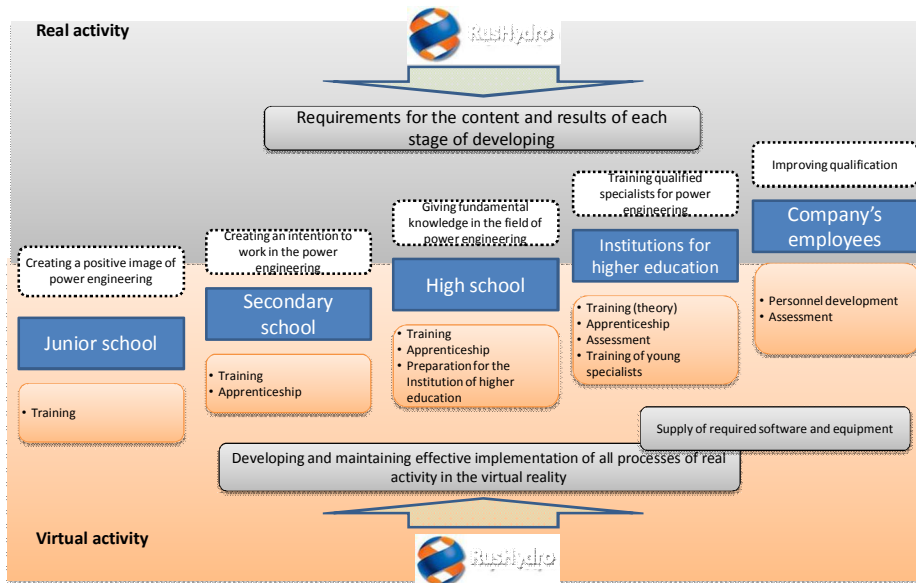 Real activity
RusHydro
Requirements for the content and results of each
stage of developing
Improving qualification
Training qualified
specialists for power
engineering
Giving fundamental
knowledge in the field of
power engineering
Creating an intention to
work in the power
engineering
Creating a positive image of
power engineering
Company's
employees
Institutions for
higher education
High school
Secondary
school
Junior school
• Personnel development
• Assessment
• Training (theory)
• Apprenticeship
• Assessment
• Training of young
specialists
• Training
• Apprenticeship
• Preparation for the
Institution of higher
education
• Training
• Apprenticeship
• Training
Supply of required software and equipment
Developing and maintaining effective implementation of all processes of real
activity in the virtual reality
Virtual activity
RusHydro